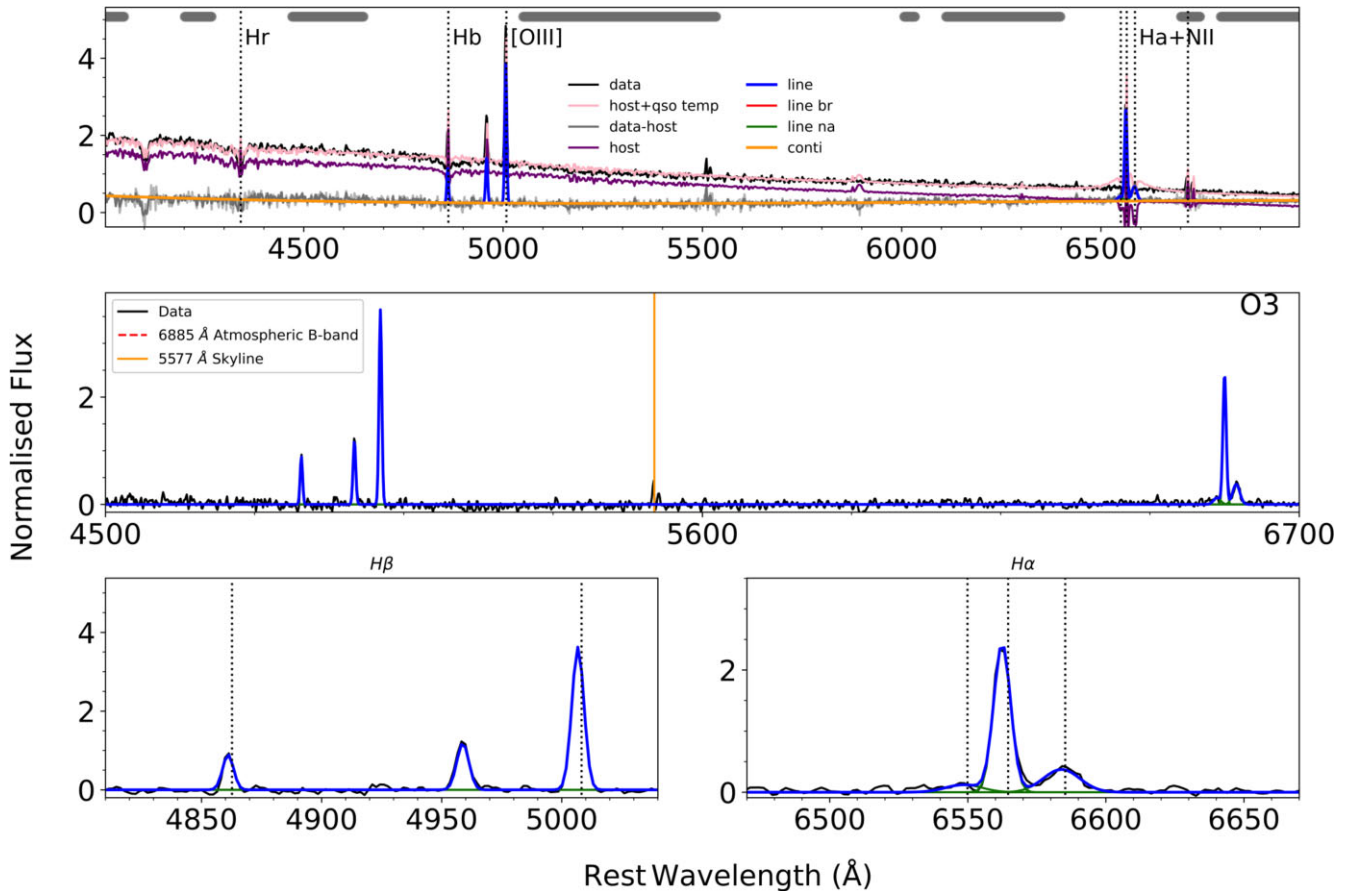 Hr
Hb
[OIII]
Ha+NII
data
host+qso temp
data-host
host
line
line br
line na
conti
0
2
4
4500
5000
5500
6000
6500
O3
Data
6885 Å Atmospheric B-band
5577 Å Skyline
0
2
4500
5600
6700
Normalised Flux
Hβ
0
2
4
4850
4900
4950
5000
Hα
0
2
6500
6550
6600
6650
Rest Wavelength (Å)